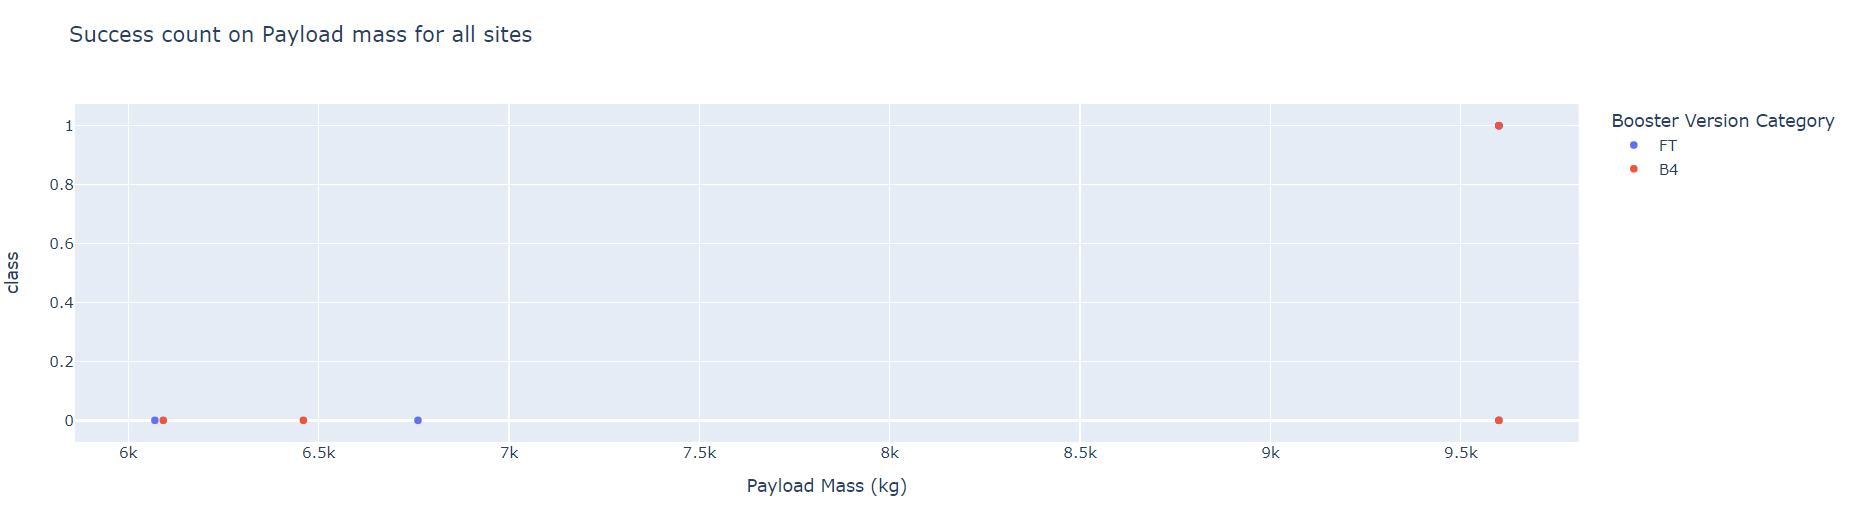 Success count on Payload mass for all sites
1
0.8
0.6
0.4
0.2
0
class
6k 6.5k 7k 7.5k 8k 8.5k 9k 9.5k
Payload Mass (kg)
Booster Version Category
FT
B4